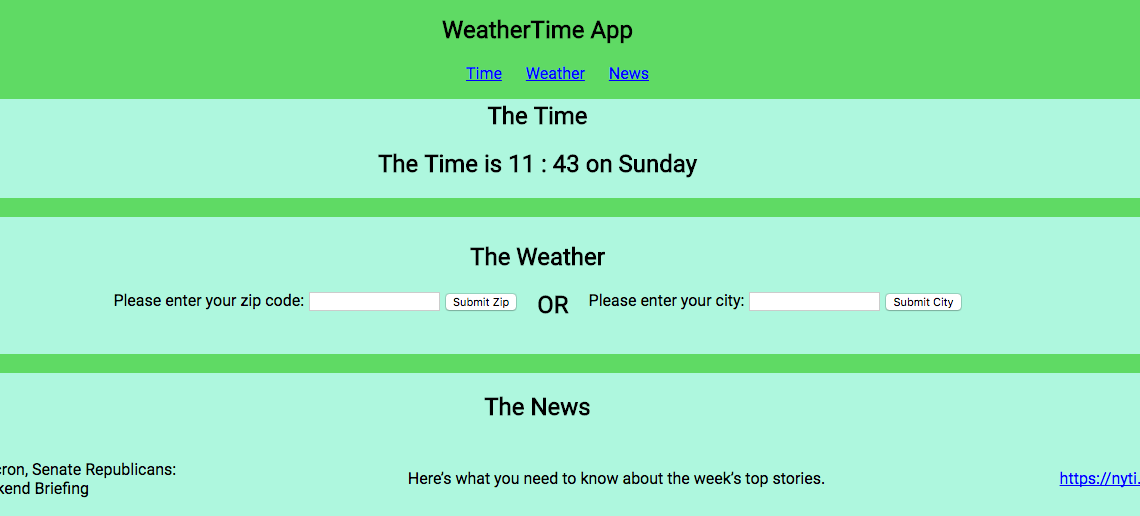 WeatherTime App
Time Weather News
The Time
The Time is 11 : 43 on Sunday
The Weather
Please enter your zip code: Submit Zip OR Please enter your city: Submit City
The News
Senate Republicans:
Here’s what you need to know about the week’s top stories.
https://nyti.
Briefing